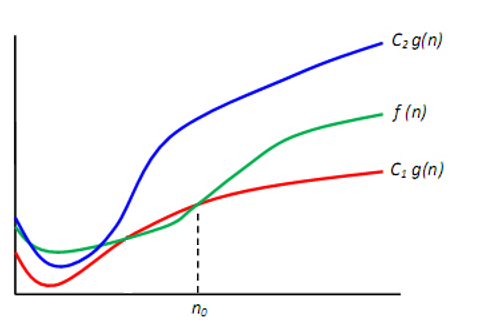 C₂ g(n)
f (n)
C₁ g(n)
n₀